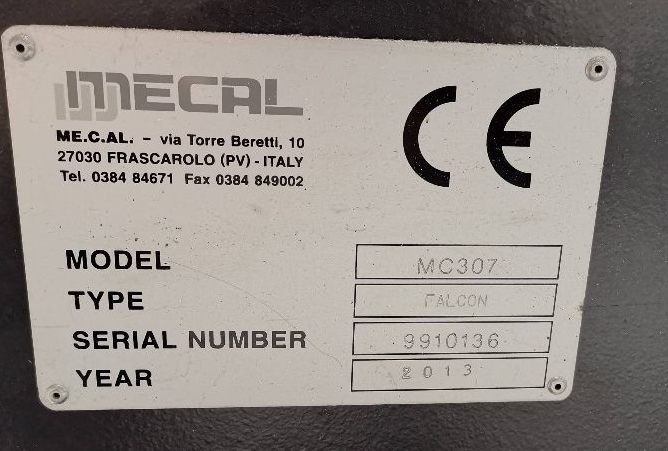 MECAL
CE
ME.C.AL. - via Torre Beretti, 10
27030 FRASCAROLO (PV) - ITALY
Tel. 0384 84671 Fax 0384 849002
MODEL MC307
TYPE FALCON
SERIAL NUMBER 9910136
YEAR 2013